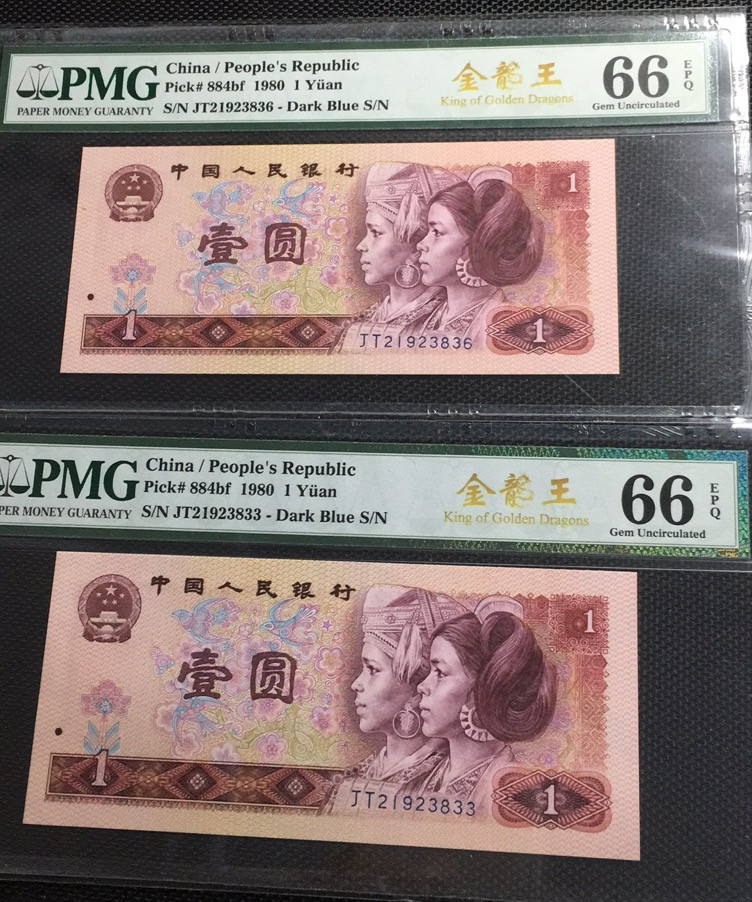 PMG
PAPER MONEY GUARANTY
China / People's Republic
Pick# 884bf 1980 1 Yüan
S/N JT21923836 - Dark Blue S/N
金龍王
King of Golden Dragons
66
EPQ
Gem Uncirculated
中国人民银行
壹圆
1
1
1
JT21923836
PMG
PER MONEY GUARANTY
China / People's Republic
Pick# 884bf 1980 1 Yüan
S/N JT21923833 - Dark Blue S/N
金龍王
King of Golden Dragons
66
EPQ
Gem Uncirculated
中国人民银行
壹圆
1
1
1
JT21923833